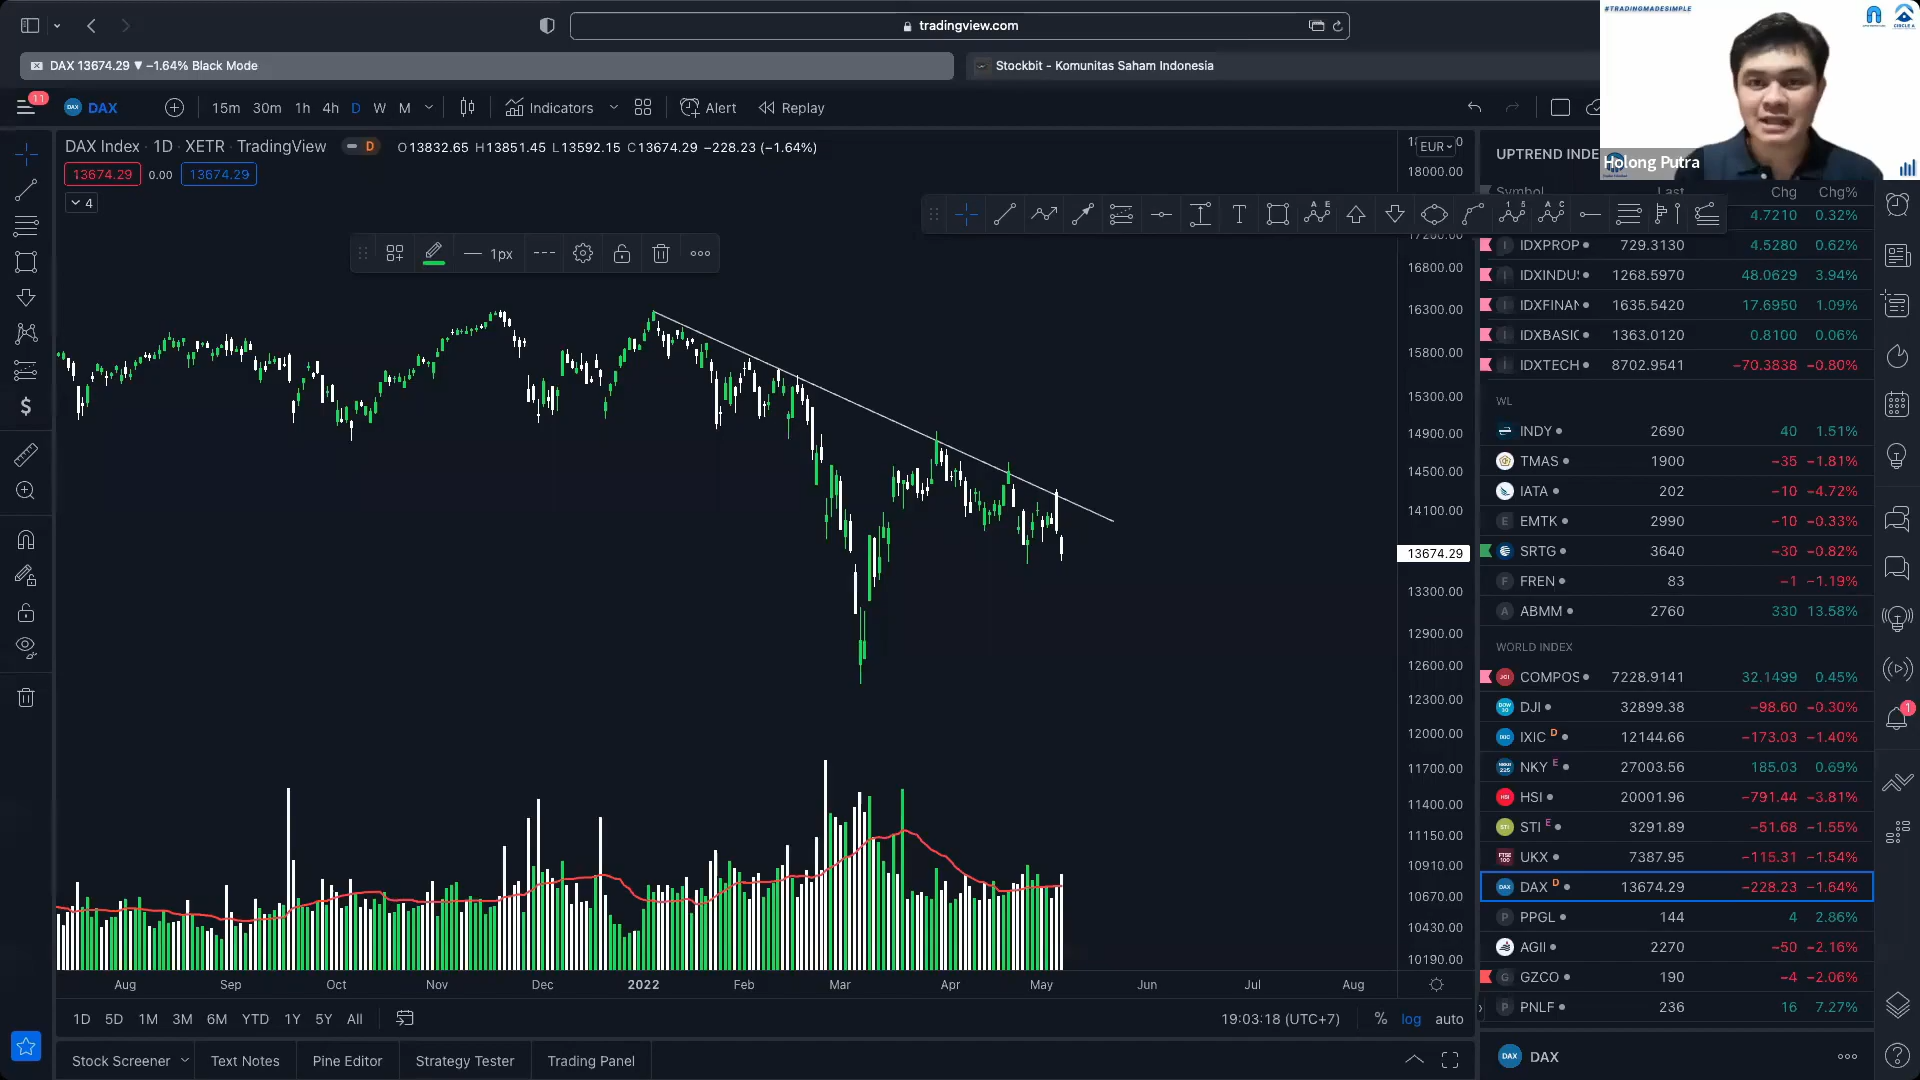 tradingview.com
DAX 13674.29 ▼ −1.64% Black Mode
Stockbit - Komunitas Saham Indonesia
#TRADINGMADESIMPLE
Holong Putra
11
DAX
15m 30m 1h 4h D W M
Indicators
Alert
Replay
DAX Index · 1D · XETR · TradingView
D
O13832.65 H13851.45 L13592.15 C13674.29 −228.23 (−1.64%)
13674.29 0.00 13674.29
4
1px
EUR
18000.00
16800.00
16300.00
15800.00
15300.00
14900.00
14500.00
14100.00
13674.29
13300.00
12900.00
12600.00
12300.00
12000.00
11700.00
11400.00
11150.00
10910.00
10670.00
10430.00
10190.00
Aug Sep Oct Nov Dec 2022 Feb Mar Apr May Jun Jul Aug
1D 5D 1M 3M 6M YTD 1Y 5Y All
19:03:18 (UTC+7) % log auto
Stock Screener Text Notes Pine Editor Strategy Tester Trading Panel
UPTREND INDE
Symbol Last Chg Chg%
4.7210 0.32%
IDXPROP 729.3130 4.5280 0.62%
IDXINDUS 1268.5970 48.0629 3.94%
IDXFINAN 1635.5420 17.6950 1.09%
IDXBASIC 1363.0120 0.8100 0.06%
IDXTECH 8702.9541 −70.3838 −0.80%
WL
INDY 2690 40 1.51%
TMAS 1900 −35 −1.81%
IATA 202 −10 −4.72%
EMTK 2990 −10 −0.33%
SRTG 3640 −30 −0.82%
FREN 83 −1 −1.19%
ABMM 2760 330 13.58%
WORLD INDEX
COMPOS 7228.9141 32.1499 0.45%
DJI 32899.38 −98.60 −0.30%
IXIC D 12144.66 −173.03 −1.40%
NKY E 27003.56 185.03 0.69%
HSI 20001.96 −791.44 −3.81%
STI E 3291.89 −51.68 −1.55%
UKX 7387.95 −115.31 −1.54%
DAX D 13674.29 −228.23 −1.64%
PPGL 144 4 2.86%
AGII 2270 −50 −2.16%
GZCO 190 −4 −2.06%
PNLF 236 16 7.27%
DAX
1